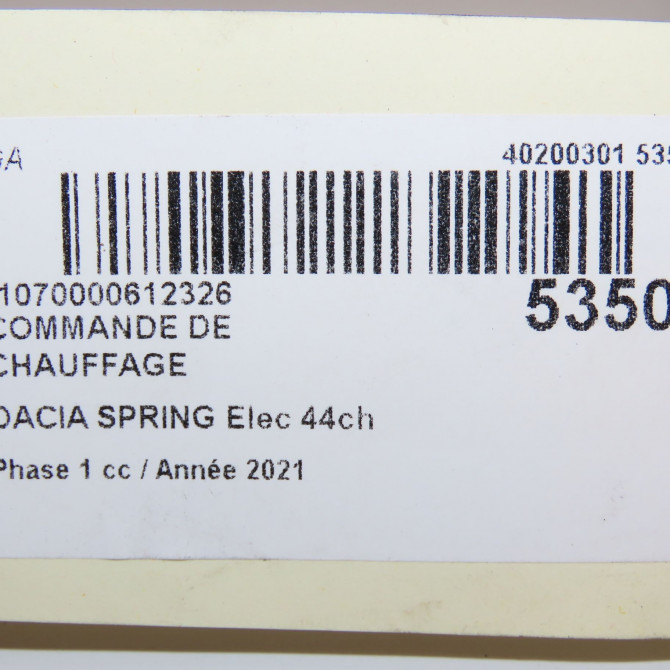 40200301 535
1070000612326
5350
COMMANDE DE
CHAUFFAGE
DACIA SPRING Elec 44ch
Phase 1 cc / Année 2021